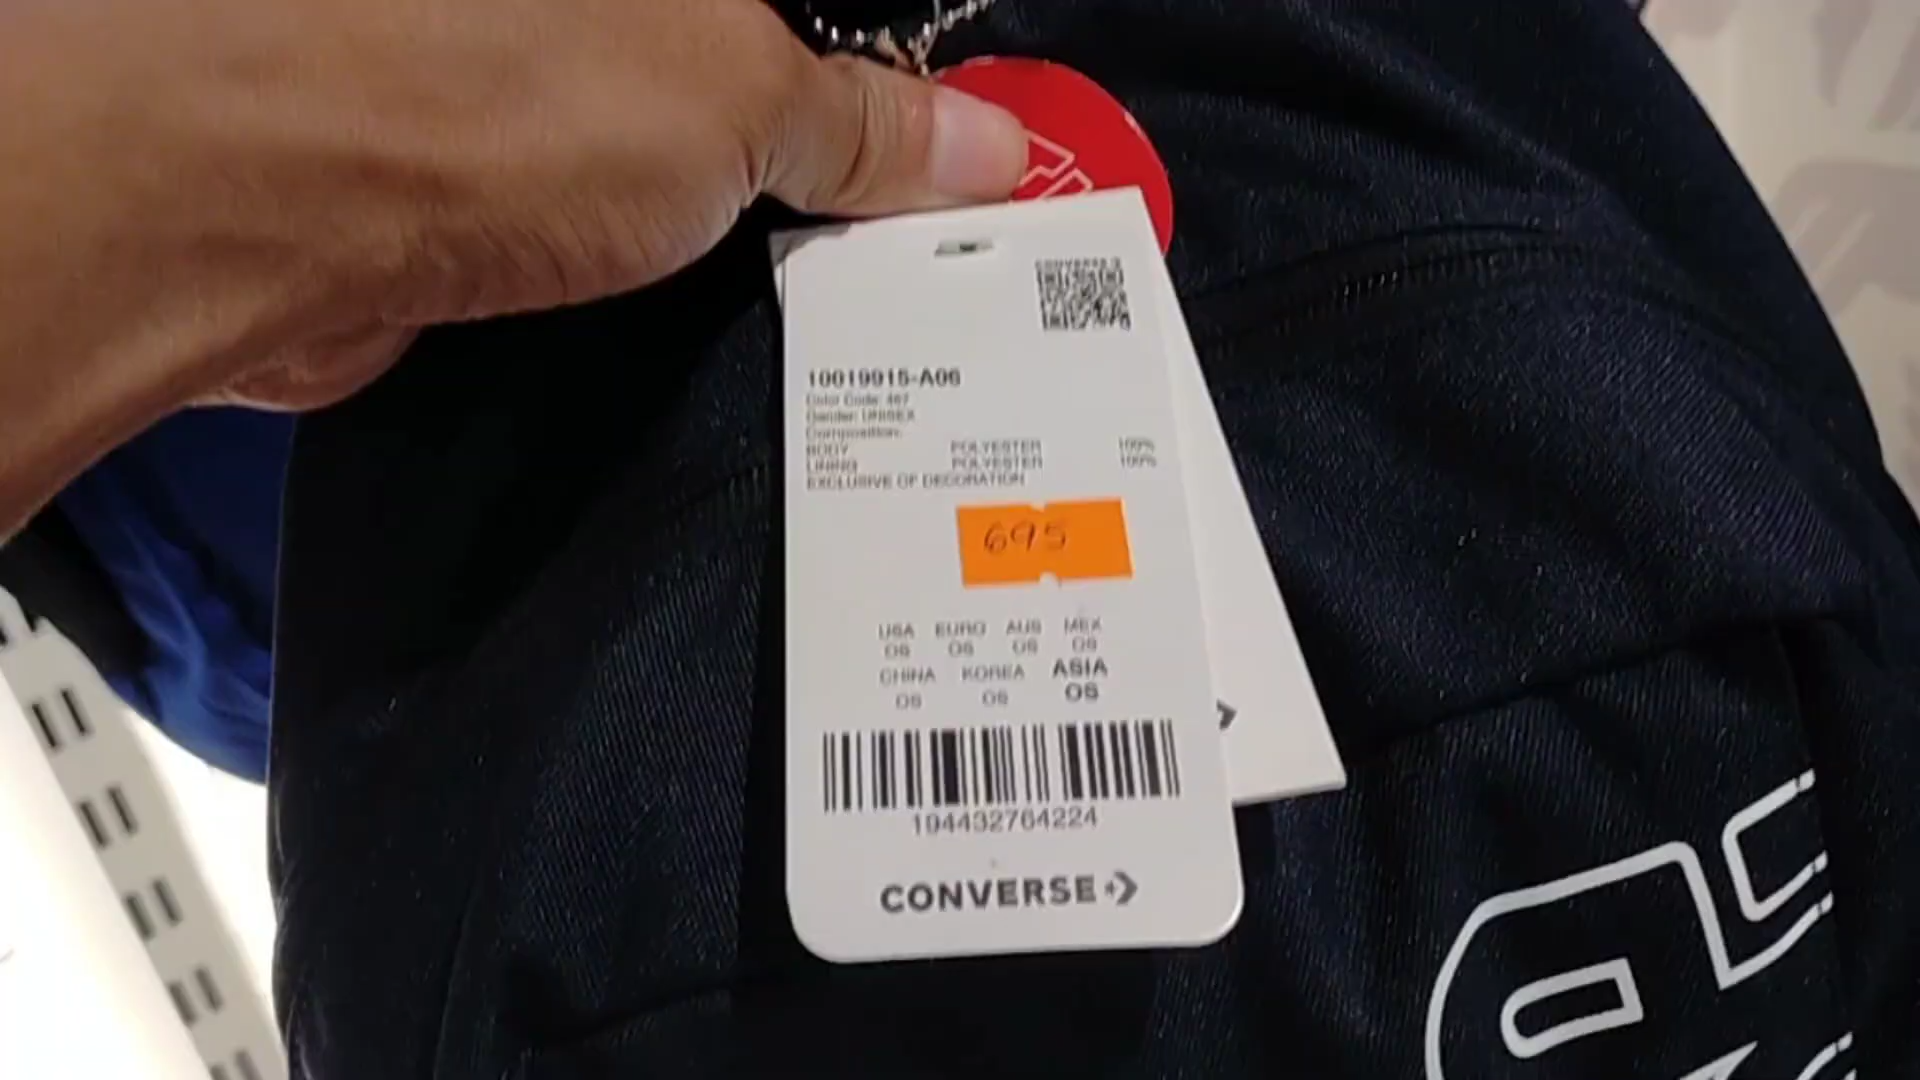 CONVERSE
10019915-A06
Color Code: 467
Gender: UNISEX
Composition:
BODY POLYESTER 100%
LINING POLYESTER 100%
EXCLUSIVE OF DECORATION
695
USA EURO AUS MEX
OS OS OS OS
CHINA KOREA ASIA
OS OS OS
194432764224
CONVERSE